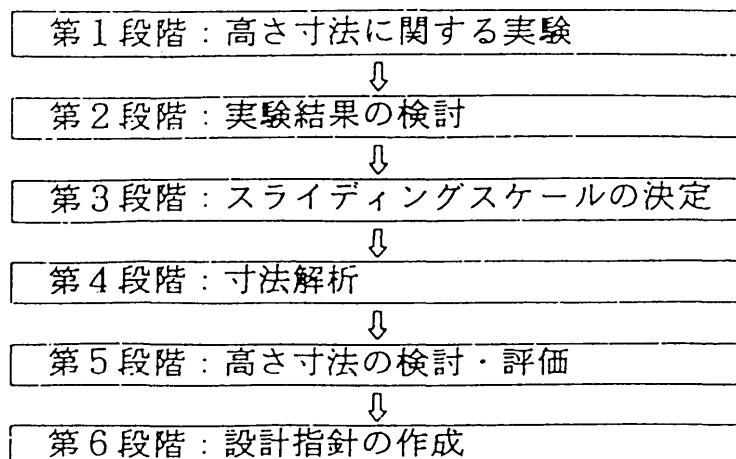 第1段階：高さ寸法に関する実験
⇩
第2段階：実験結果の検討
⇩
第3段階：スライディングスケールの決定
⇩
第4段階：寸法解析
⇩
第5段階：高さ寸法の検討・評価
⇩
第6段階：設計指針の作成